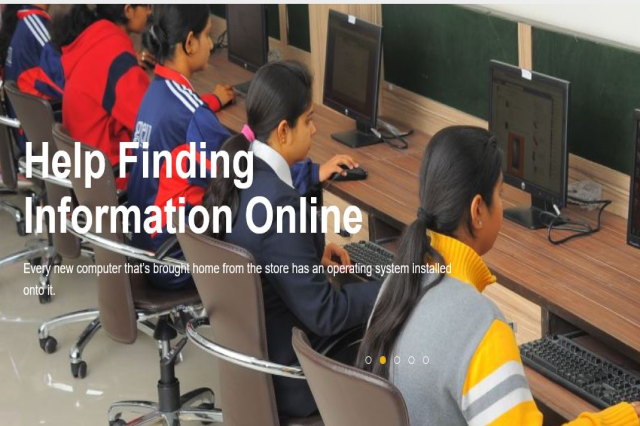 Help Finding
Information Online
Every new computer that's brought home from the store has an operating system installed
onto it.